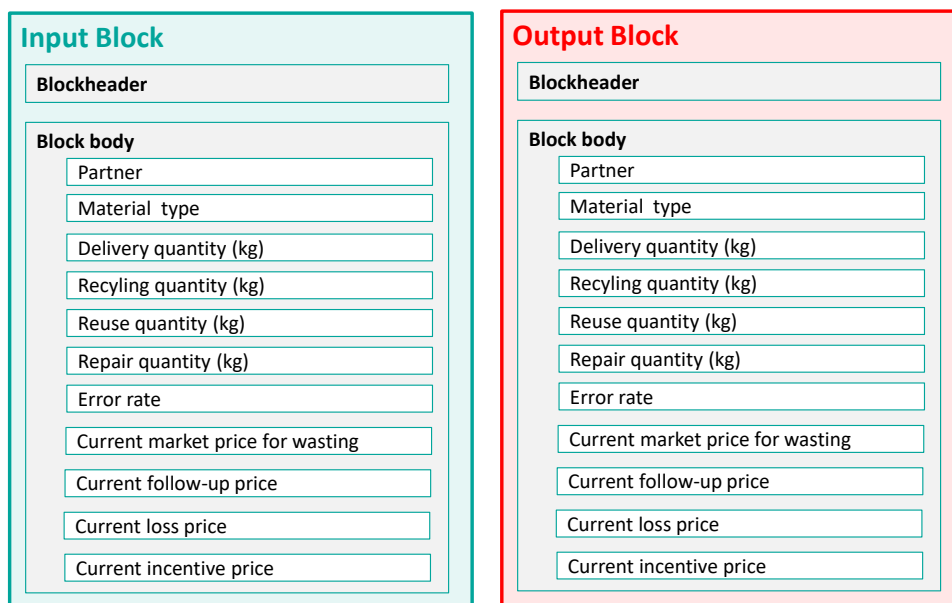 Input Block
Blockheader
Block body
Partner
Material type
Delivery quantity (kg)
Recyling quantity (kg)
Reuse quantity (kg)
Repair quantity (kg)
Error rate
Current market price for wasting
Current follow-up price
Current loss price
Current incentive price
Output Block
Blockheader
Block body
Partner
Material type
Delivery quantity (kg)
Recyling quantity (kg)
Reuse quantity (kg)
Repair quantity (kg)
Error rate
Current market price for wasting
Current follow-up price
Current loss price
Current incentive price